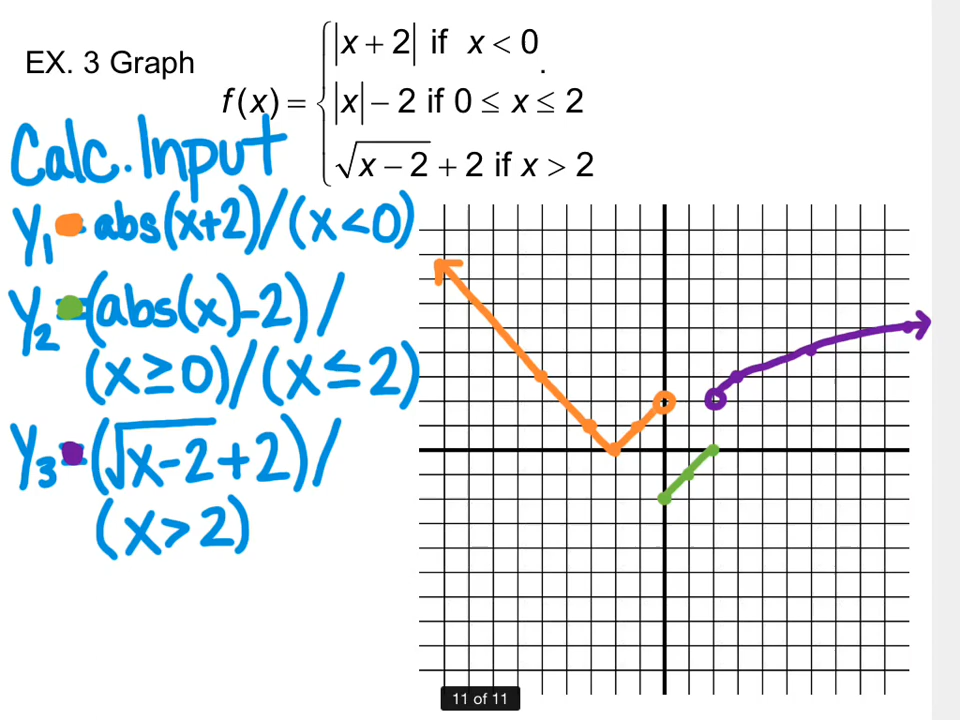 EX. 3 Graph
f(x) = { |x + 2| if x < 0 .
|x| − 2 if 0 ≤ x ≤ 2
√x − 2 + 2 if x > 2
Calc. Input
Y₁ = abs(x+2)/(x<0)
Y₂ = (abs(x)-2)/
(x≥0)/(x≤2)
Y₃ = (√x-2+2)/
(x>2)
11 of 11